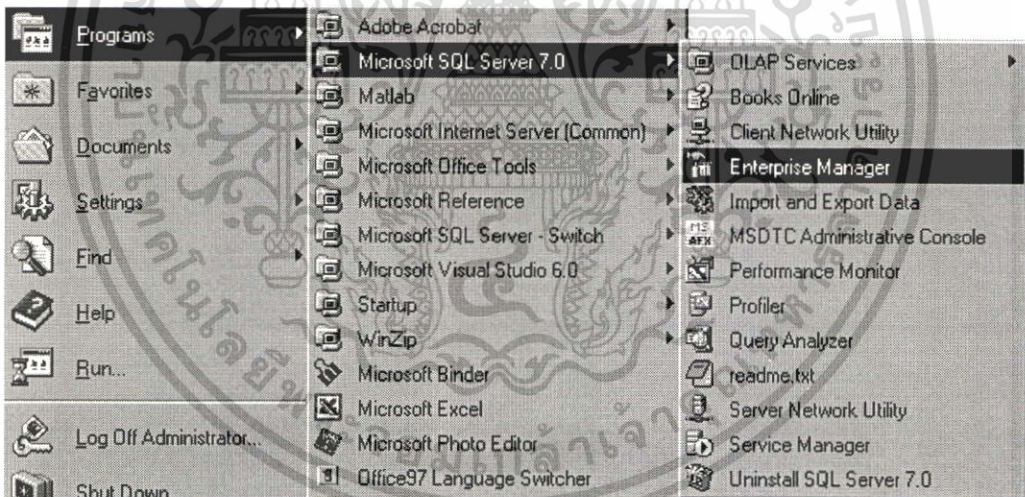 Programs
Favorites
Documents
Settings
Find
Help
Run...
Log Off Administrator...
Shut Down
Adobe Acrobat
Microsoft SQL Server 7.0
Matlab
Microsoft Internet Server (Common)
Microsoft Office Tools
Microsoft Reference
Microsoft SQL Server - Switch
Microsoft Visual Studio 6.0
Startup
WinZip
Microsoft Binder
Microsoft Excel
Microsoft Photo Editor
Office97 Language Switcher
OLAP Services
Books Online
Client Network Utility
Enterprise Manager
Import and Export Data
MSDTC Administrative Console
Performance Monitor
Profiler
Query Analyzer
readme.txt
Server Network Utility
Service Manager
Uninstall SQL Server 7.0